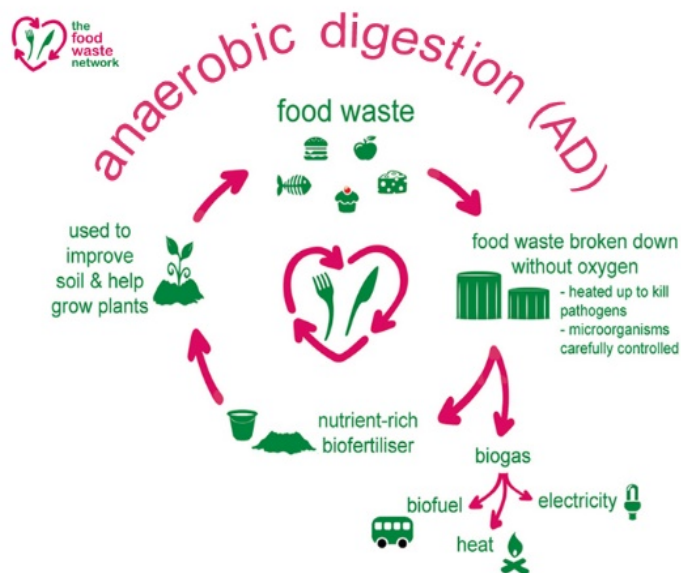 the
food
waste
network
anaerobic digestion (AD)
food waste
food waste broken down
without oxygen
- heated up to kill
pathogens
- microorganisms
carefully controlled
used to
improve
soil & help
grow plants
nutrient-rich
biofertiliser
biogas
biofuel
electricity
heat